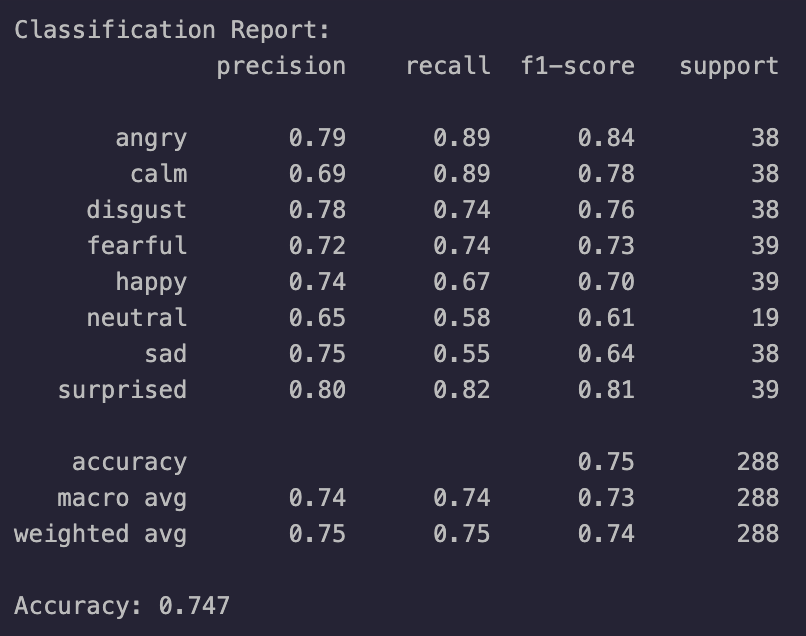 Classification Report:
precision recall f1-score support
angry 0.79 0.89 0.84 38
calm 0.69 0.89 0.78 38
disgust 0.78 0.74 0.76 38
fearful 0.72 0.74 0.73 39
happy 0.74 0.67 0.70 39
neutral 0.65 0.58 0.61 19
sad 0.75 0.55 0.64 38
surprised 0.80 0.82 0.81 39
accuracy 0.75 288
macro avg 0.74 0.74 0.73 288
weighted avg 0.75 0.75 0.74 288
Accuracy: 0.747